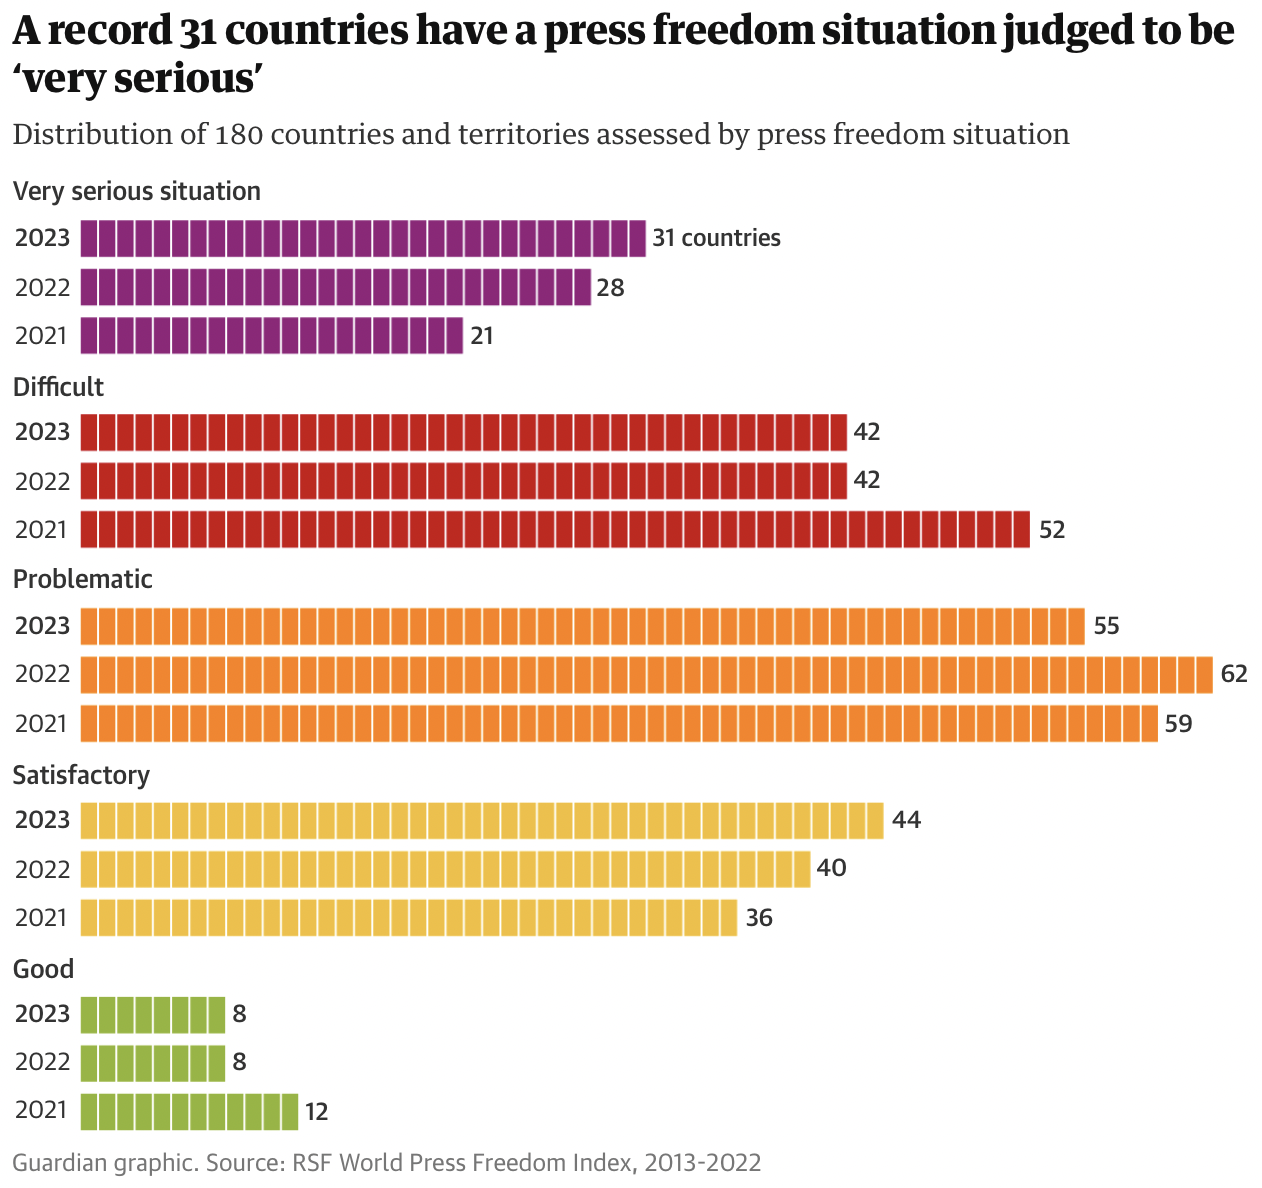 A record 31 countries have a press freedom situation judged to be
‘very serious’
Distribution of 180 countries and territories assessed by press freedom situation
Very serious situation
2023 31 countries
2022 28
2021 21
Difficult
2023 42
2022 42
2021 52
Problematic
2023 55
2022 62
2021 59
Satisfactory
2023 44
2022 40
2021 36
Good
2023 8
2022 8
2021 12
Guardian graphic. Source: RSF World Press Freedom Index, 2013-2022